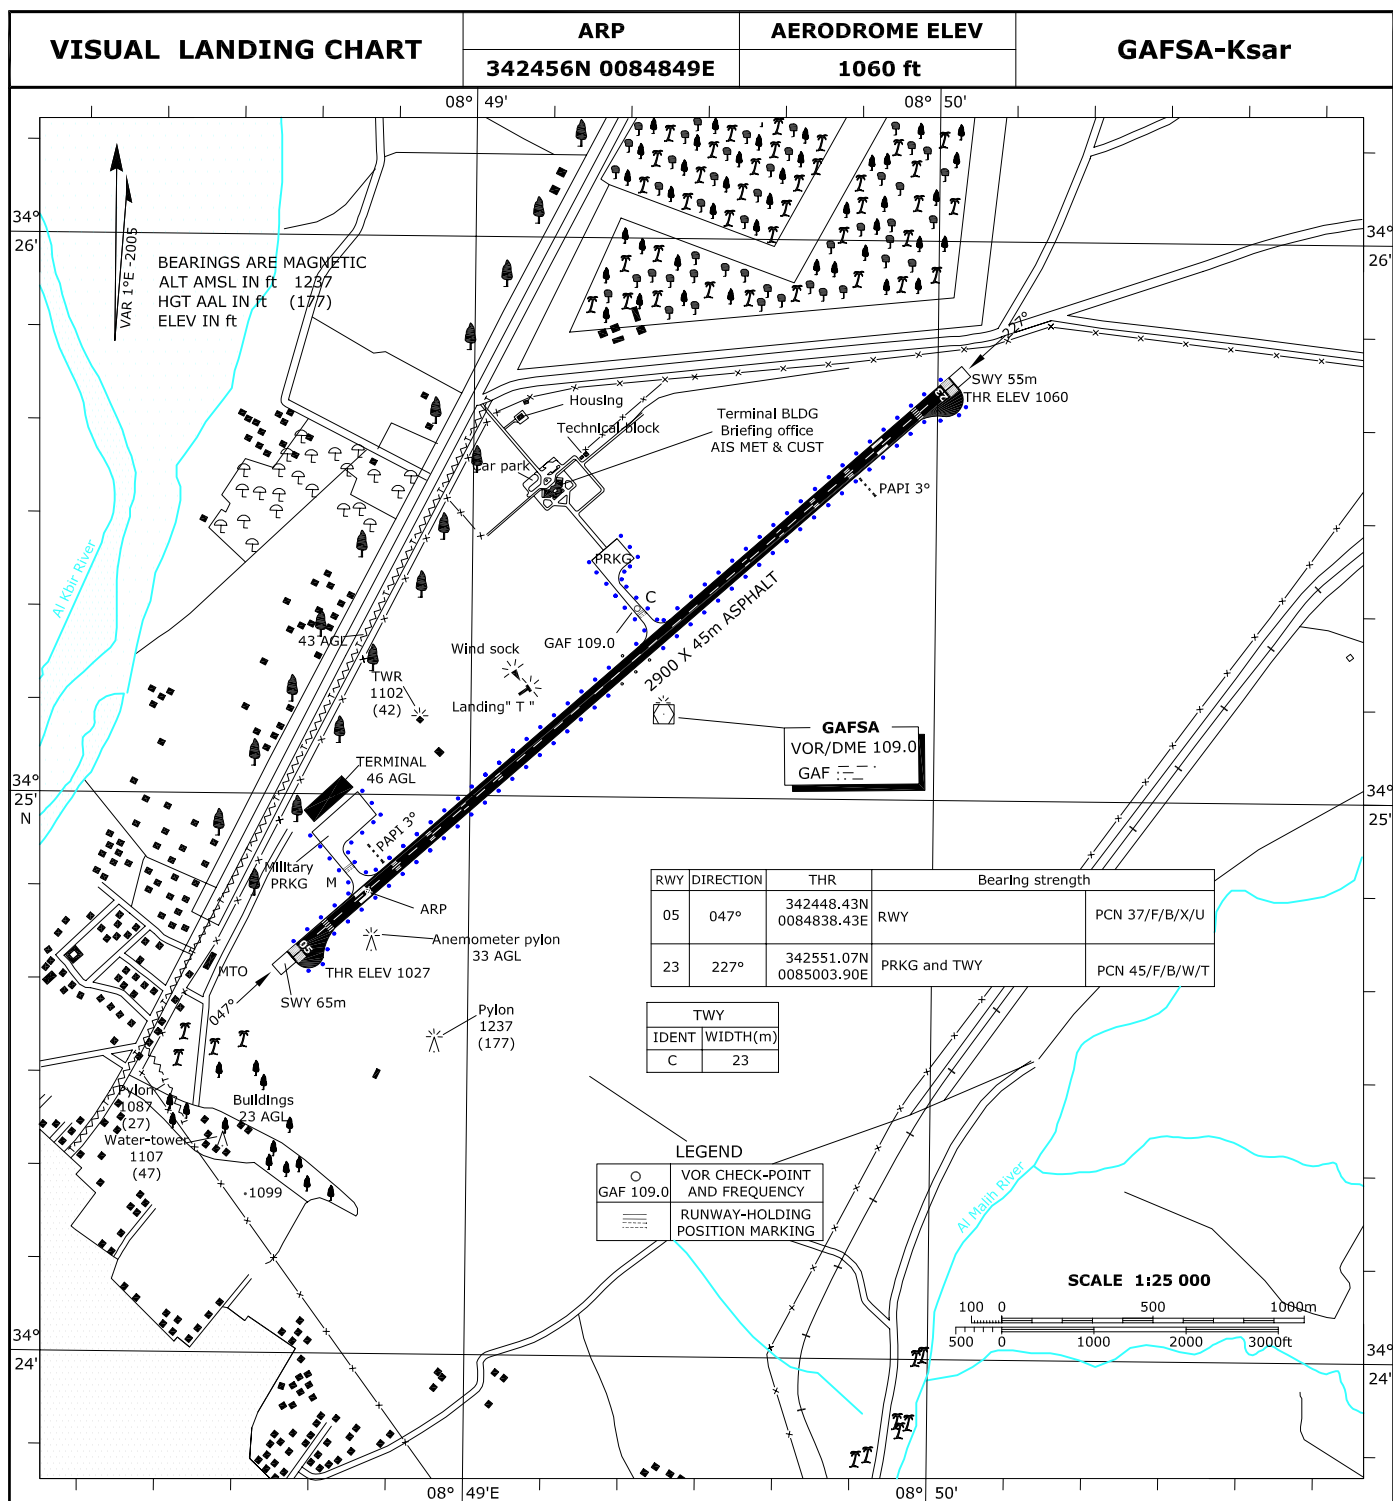 VISUAL LANDING CHART
ARP
342456N 0084849E
AERODROME ELEV
1060 ft
GAFSA-Ksar
08° 49'
08° 50'
34°
26'
34°
26'
VAR 1°E -2005
BEARINGS ARE MAGNETIC
ALT AMSL IN ft 1237
HGT AAL IN ft (177)
ELEV IN ft
227°
SWY 55m
THR ELEV 1060
23
Housing
Technical block
Car park
Terminal BLDG
Briefing office
AIS MET & CUST
PAPI 3°
PRKG
C
GAF 109.0
2900 X 45m ASPHALT
Al Kbir River
43 AGL
Wind sock
Landing" T "
TWR
1102
(42)
GAFSA
VOR/DME 109.0
GAF
TERMINAL
46 AGL
34°
25'
N
34°
25'
PAPI 3°
Military
PRKG
M
ARP
Anemometer pylon
33 AGL
05
THR ELEV 1027
SWY 65m
047°
MTO
RWY DIRECTION THR Bearing strength
05 047° 342448.43N 0084838.43E RWY PCN 37/F/B/X/U
23 227° 342551.07N 0085003.90E PRKG and TWY PCN 45/F/B/W/T
TWY
IDENT WIDTH(m)
C 23
Pylon
1237
(177)
Pylon
1087
(27)
Buildings
23 AGL
Water-tower
1107
(47)
1099
LEGEND
GAF 109.0
VOR CHECK-POINT
AND FREQUENCY
RUNWAY-HOLDING
POSITION MARKING
Al Malih River
SCALE 1:25 000
100 0 500 1000m
500 0 1000 2000 3000ft
34°
24'
34°
24'
08° 49'E
08° 50'